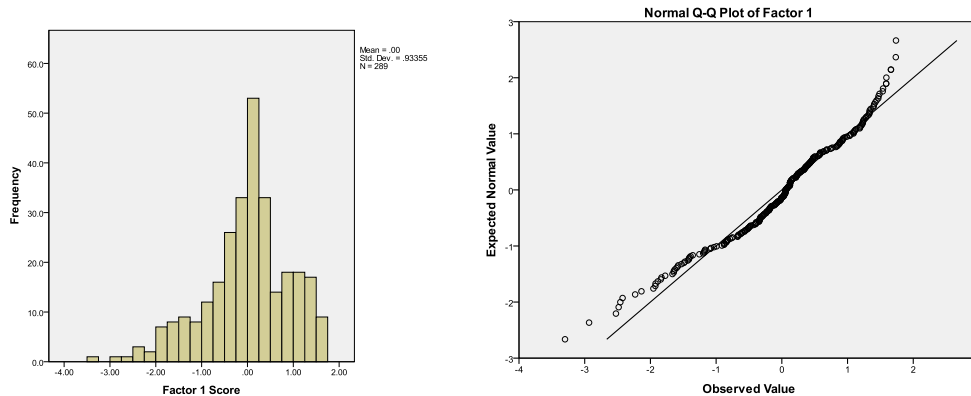 Mean = .00
Std. Dev. = .93355
N = 289
60.0
50.0
40.0
30.0
20.0
10.0
0.0
Frequency
-4.00 -3.00 -2.00 -1.00 .00 1.00 2.00
Factor 1 Score
Normal Q-Q Plot of Factor 1
3
2
1
0
-1
-2
-3
Expected Normal Value
-4 -3 -2 -1 0 1 2
Observed Value